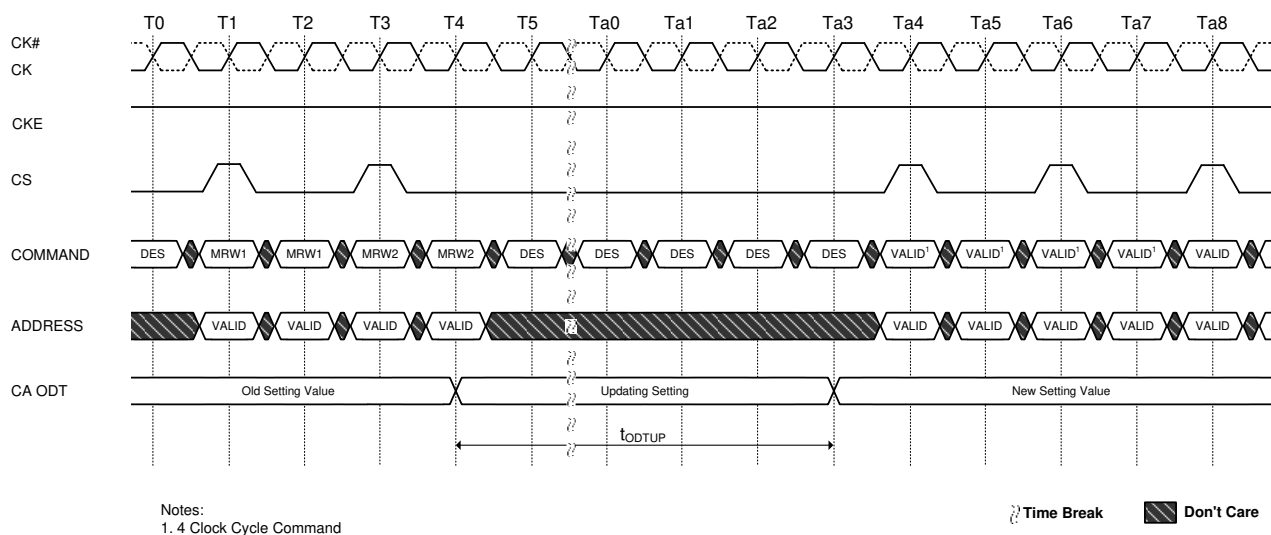 T0 T1 T2 T3 T4 T5 Ta0 Ta1 Ta2 Ta3 Ta4 Ta5 Ta6 Ta7 Ta8
CK#
CK
CKE
CS
COMMAND DES MRW1 MRW1 MRW2 MRW2 DES DES DES DES DES VALID¹ VALID¹ VALID¹ VALID¹ VALID
ADDRESS VALID VALID VALID VALID VALID VALID VALID VALID VALID
CA ODT Old Setting Value Updating Setting New Setting Value
tODTUP
Notes:
1. 4 Clock Cycle Command
Time Break Don't Care